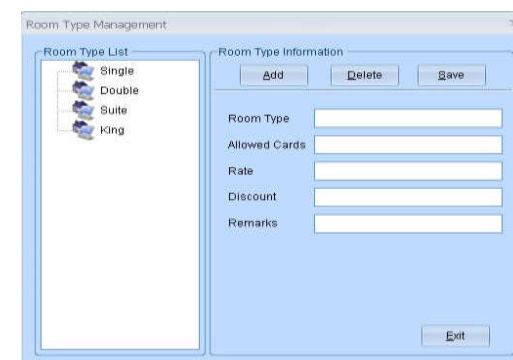 Room Type Management
Room Type List
Single
Double
Suite
King
Room Type Information
Add Delete Save
Room Type
Allowed Cards
Rate
Discount
Remarks
Exit